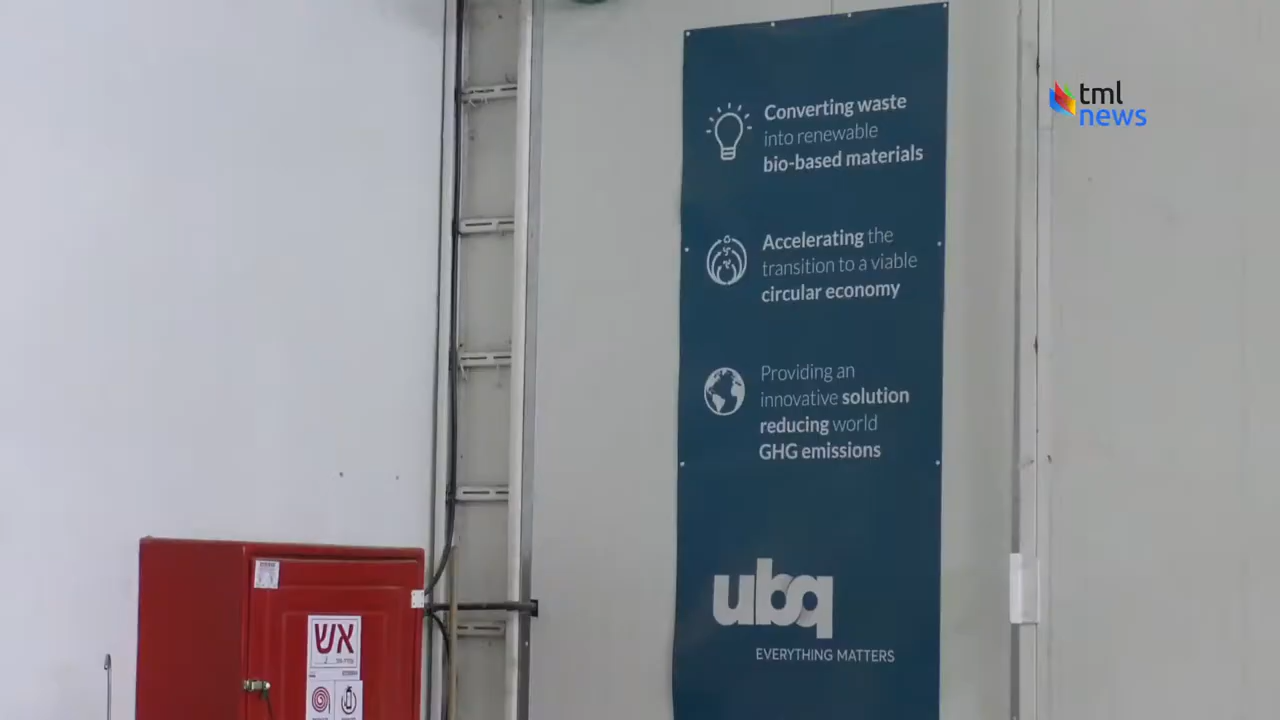 tml
news
Converting waste
into renewable
bio-based materials
Accelerating the
transition to a viable
circular economy
Providing an
innovative solution
reducing world
GHG emissions
ubq
EVERYTHING MATTERS
אש